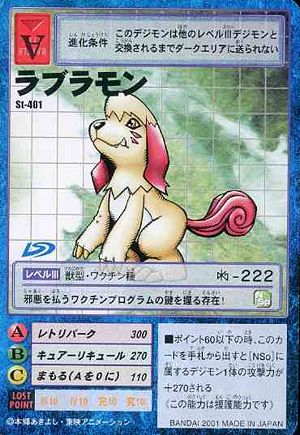 A
進化条件
このデジモンは他のレベルⅢデジモンと
交換されるまでダークエリアに送られない
ラブラモン
St-401
レベルⅢ
獣型・ワクチン種
-222
邪悪を払うワクチンプログラムの鍵を握る存在!
A レトリバーク 300
B キュアーリキュール 270
C まもる(Aを0に) 110
LOST POINT
■ポイント60以下の時、このカ
ードを手札から出すと[NSo]に
属するデジモン1体の攻撃力
が+270される
(この能力は援護能力です)
©本郷あきよし・東映アニメーション
BANDAI 2001 MADE IN JAPAN